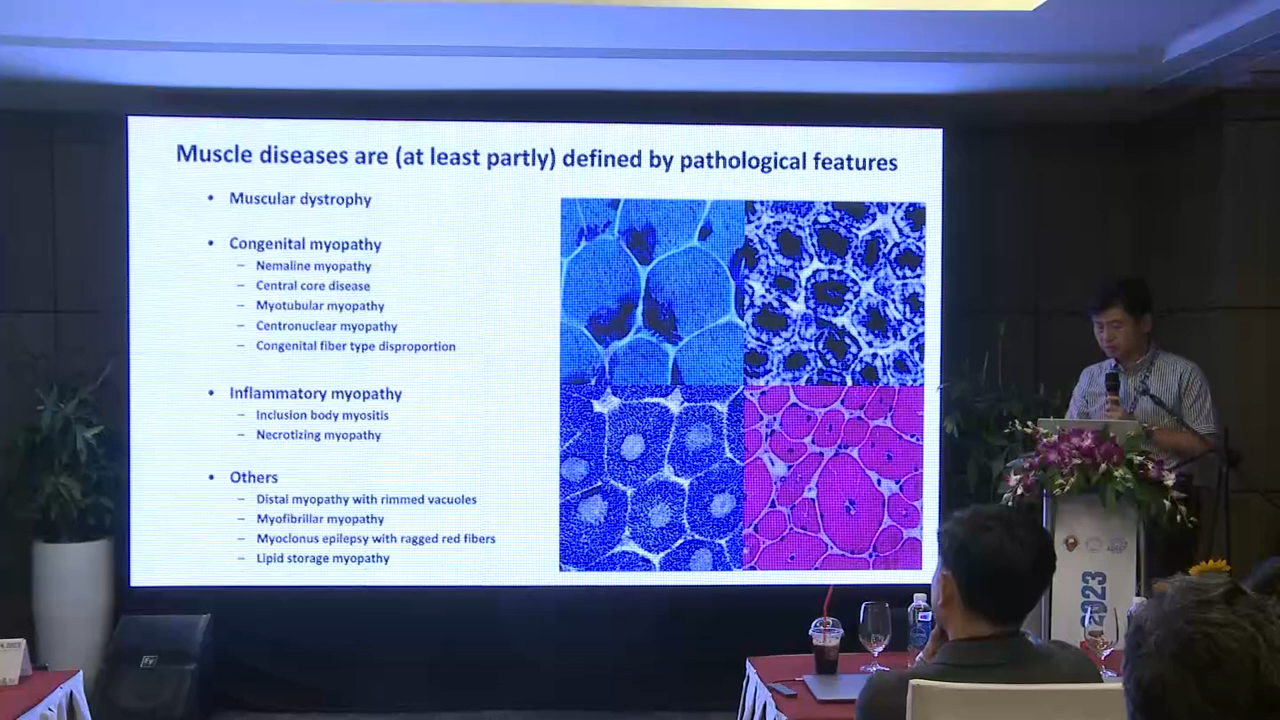 Muscle diseases are (at least partly) defined by pathological features
• Muscular dystrophy
• Congenital myopathy
– Nemaline myopathy
– Central core disease
– Myotubular myopathy
– Centronuclear myopathy
– Congenital fiber type disproportion
• Inflammatory myopathy
– Inclusion body myositis
– Necrotizing myopathy
• Others
– Distal myopathy with rimmed vacuoles
– Myofibrillar myopathy
– Myoclonus epilepsy with ragged red fibers
– Lipid storage myopathy
2023